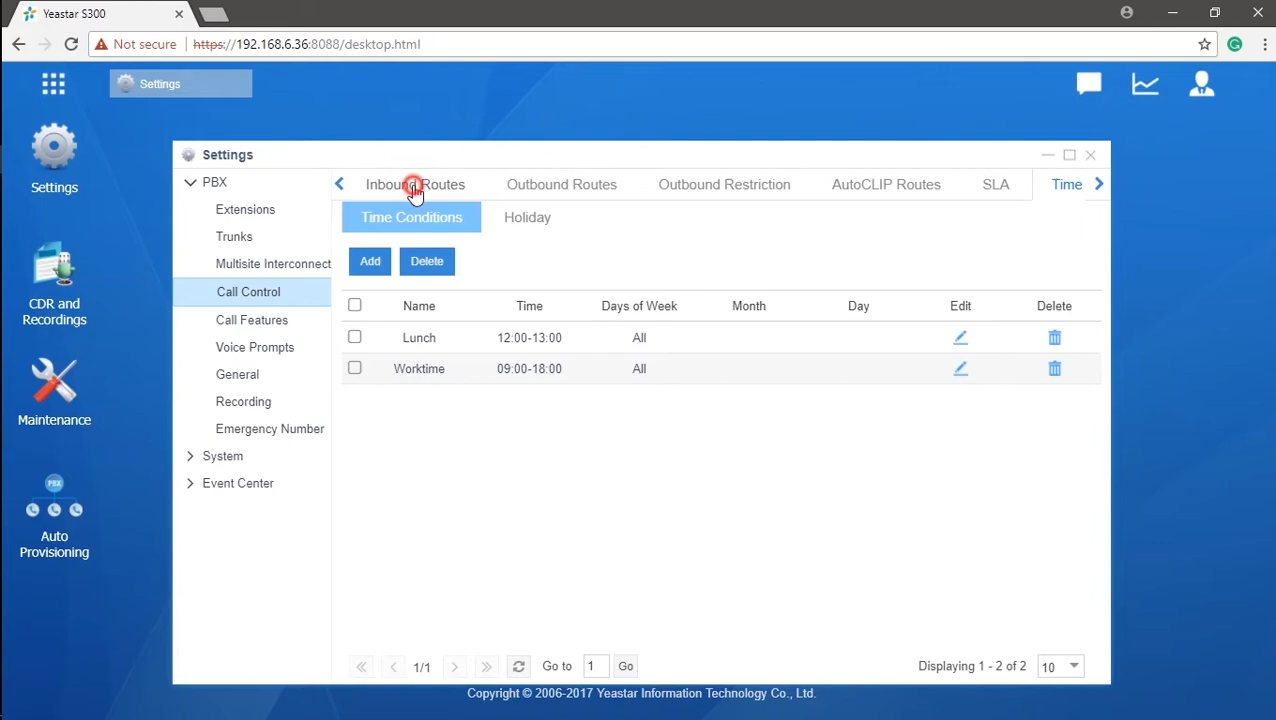 Yeastar S300
Not secure https://192.168.6.36:8088/desktop.html
Settings
Settings
CDR and
Recordings
Maintenance
PBX
Auto
Provisioning
Settings
PBX
Extensions
Trunks
Multisite Interconnect
Call Control
Call Features
Voice Prompts
General
Recording
Emergency Number
System
Event Center
Inbound Routes Outbound Routes Outbound Restriction AutoCLIP Routes SLA Time
Time Conditions Holiday
Add Delete
Name Time Days of Week Month Day Edit Delete
Lunch 12:00-13:00 All
Worktime 09:00-18:00 All
1/1 Go to 1 Go Displaying 1 - 2 of 2 10
Copyright © 2006-2017 Yeastar Information Technology Co., Ltd.